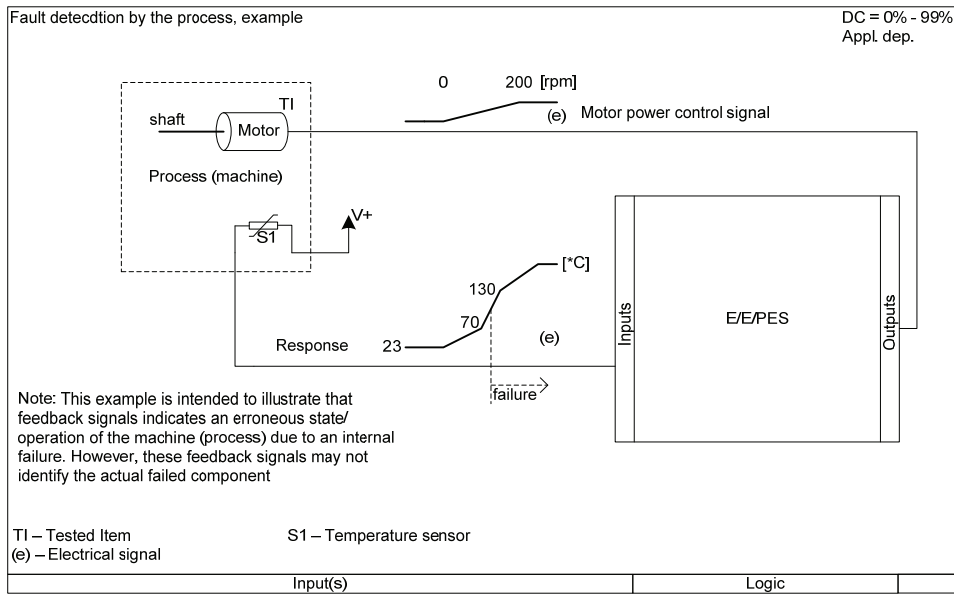 Fault detecdtion by the process, example
DC = 0% - 99%
Appl. dep.
0 200 [rpm]
TI
(e) Motor power control signal
shaft
Motor
Process (machine)
V+
S1
[*C]
130
70
Response 23
(e)
failure
Inputs
E/E/PES
Outputs
Note: This example is intended to illustrate that
feedback signals indicates an erroneous state/
operation of the machine (process) due to an internal
failure. However, these feedback signals may not
identify the actual failed component
TI – Tested Item
S1 – Temperature sensor
(e) – Electrical signal
Input(s)
Logic